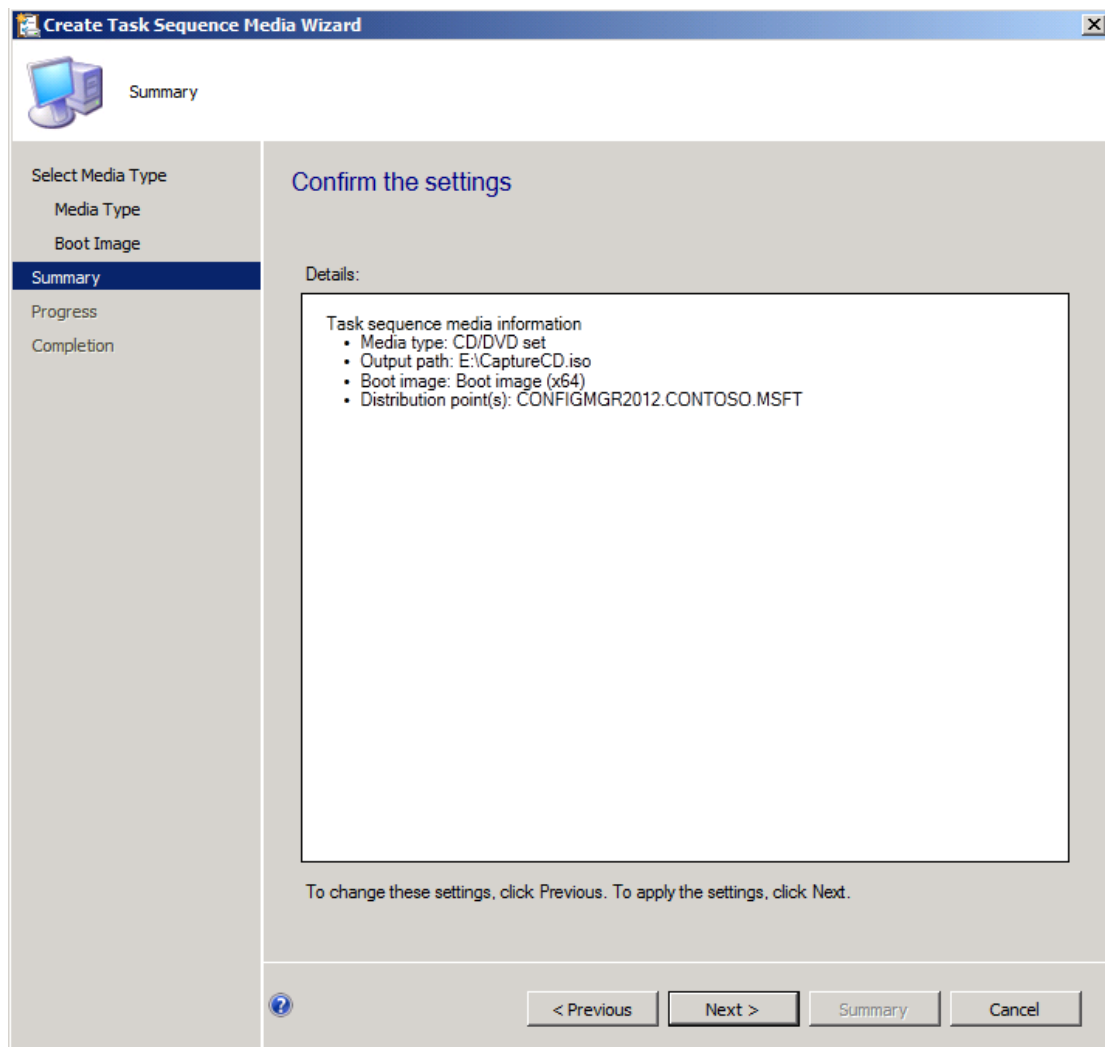 Create Task Sequence Media Wizard
Summary
Select Media Type
Media Type
Boot Image
Summary
Progress
Completion
Confirm the settings
Details:
Task sequence media information
• Media type: CD/DVD set
• Output path: E:\CaptureCD.iso
• Boot image: Boot image (x64)
• Distribution point(s): CONFIGMGR2012.CONTOSO.MSFT
To change these settings, click Previous. To apply the settings, click Next.
< Previous
Next >
Summary
Cancel